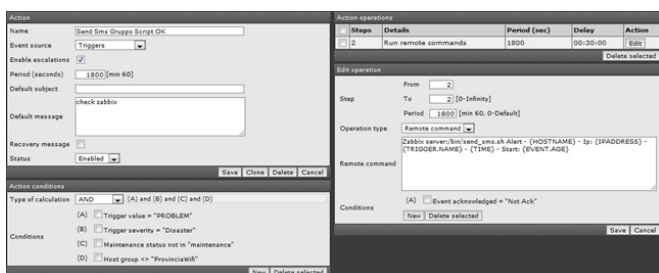 Action
Name
Send Sms Gruppo Script OK
Event source
Triggers
Enable escalations
Period (seconds)
1800 [min 60]
Default subject
Default message
check zabbix
Recovery message
Status
Enabled
Save Clone Delete Cancel
Action conditions
Type of calculation
AND
(A) and (B) and (C) and (D)
Conditions
(A) Trigger value = "PROBLEM"
(B) Trigger severity = "Disaster"
(C) Maintenance status not in "maintenance"
(D) Host group <> "ProvinciaWifi"
New Delete selected
Action operations
Steps Details Period (sec) Delay Action
2 Run remote commands 1800 00:30:00 Edit
Delete selected
Edit operation
Step
From 2
To 2 [0-Infinity]
Period 1800 [min 60, 0-Default]
Operation type
Remote command
Remote command
Zabbix server:/bin/send_sms.sh Alert - {HOSTNAME} - Ip: {IPADDRESS} -
{TRIGGER.NAME} - {TIME} - Start: {EVENT.AGE}
Conditions
(A) Event acknowledged = "Not Ack"
New Delete selected
Save Cancel